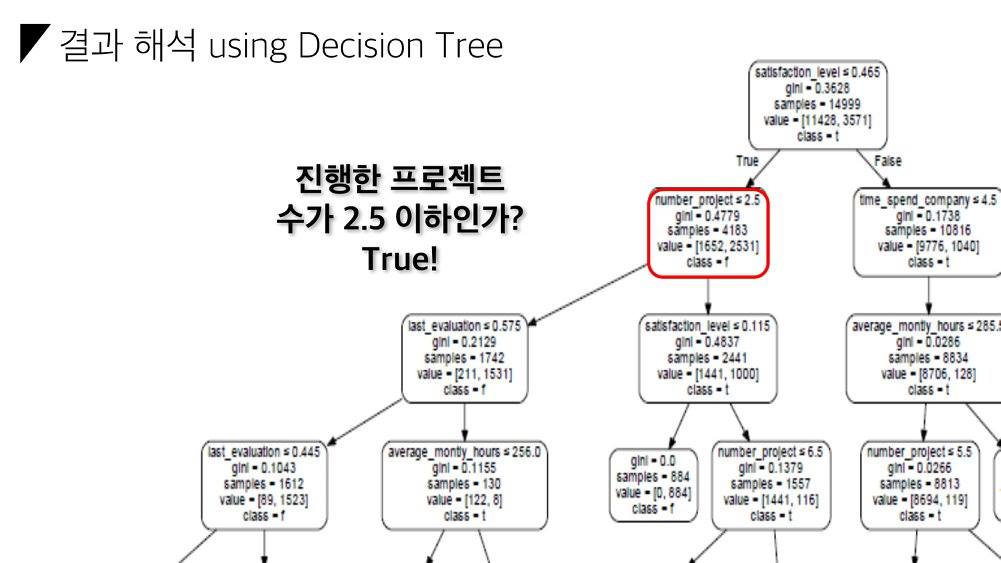 결과 해석 using Decision Tree
satisfaction_level ≤ 0.465
gini = 0.3628
samples = 14999
value = [11428, 3571]
class = t
True
False
진행한 프로젝트
수가 2.5 이하인가?
True!
number_project ≤ 2.5
gini = 0.4779
samples = 4183
value = [1652, 2531]
class = f
time_spend_company ≤ 4.5
gini = 0.1738
samples = 10816
value = [9776, 1040]
class = t
last_evaluation ≤ 0.575
gini = 0.2129
samples = 1742
value = [211, 1531]
class = f
satisfaction_level ≤ 0.115
gini = 0.4837
samples = 2441
value = [1441, 1000]
class = t
average_montly_hours ≤ 285.5
gini = 0.0286
samples = 8834
value = [8706, 128]
class = t
last_evaluation ≤ 0.445
gini = 0.1043
samples = 1612
value = [89, 1523]
class = f
average_montly_hours ≤ 256.0
gini = 0.1155
samples = 130
value = [122, 8]
class = t
gini = 0.0
samples = 884
value = [0, 884]
class = f
number_project ≤ 6.5
gini = 0.1379
samples = 1557
value = [1441, 116]
class = t
number_project ≤ 5.5
gini = 0.0266
samples = 8813
value = [8694, 119]
class = t